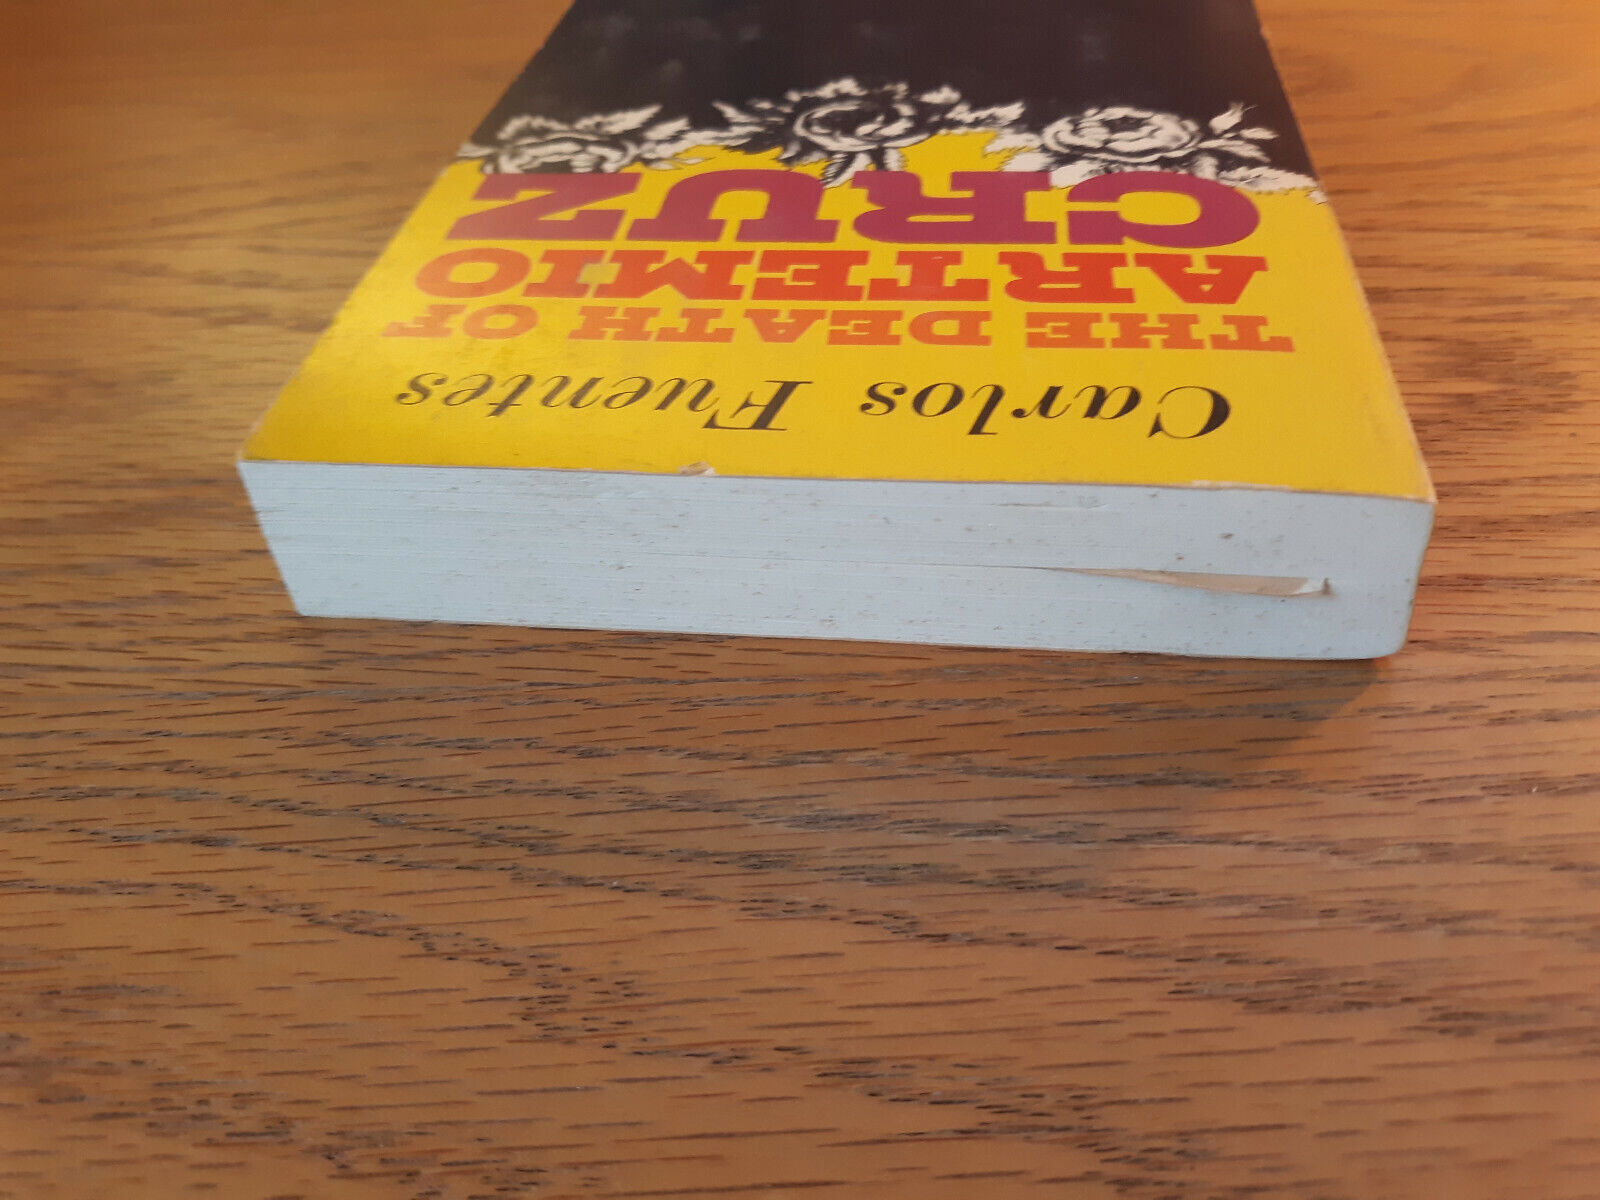 Carlos Fuentes
THE DEATH OF
ARTEMIO
CRUZ